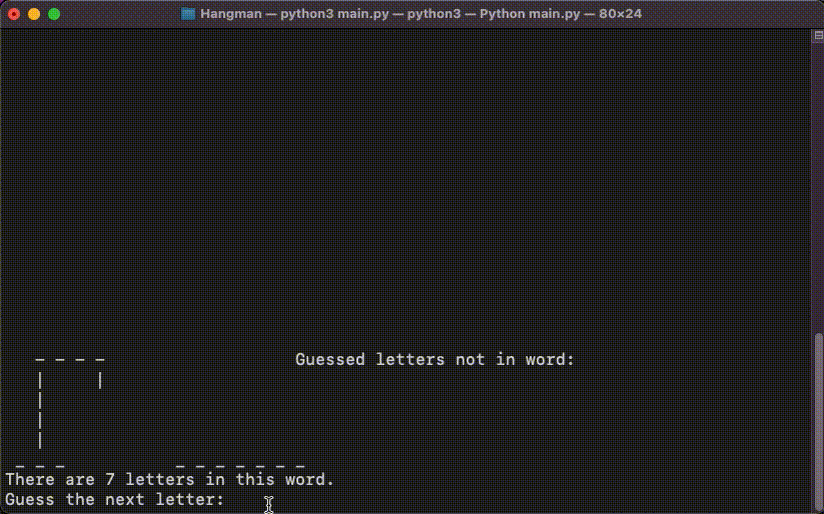 Hangman — python3 main.py — python3 — Python main.py — 80×24
_ _ _ _ Guessed letters not in word:
| |
|
|
|
_ _ _ _ _ _ _ _ _ _
There are 7 letters in this word.
Guess the next letter: